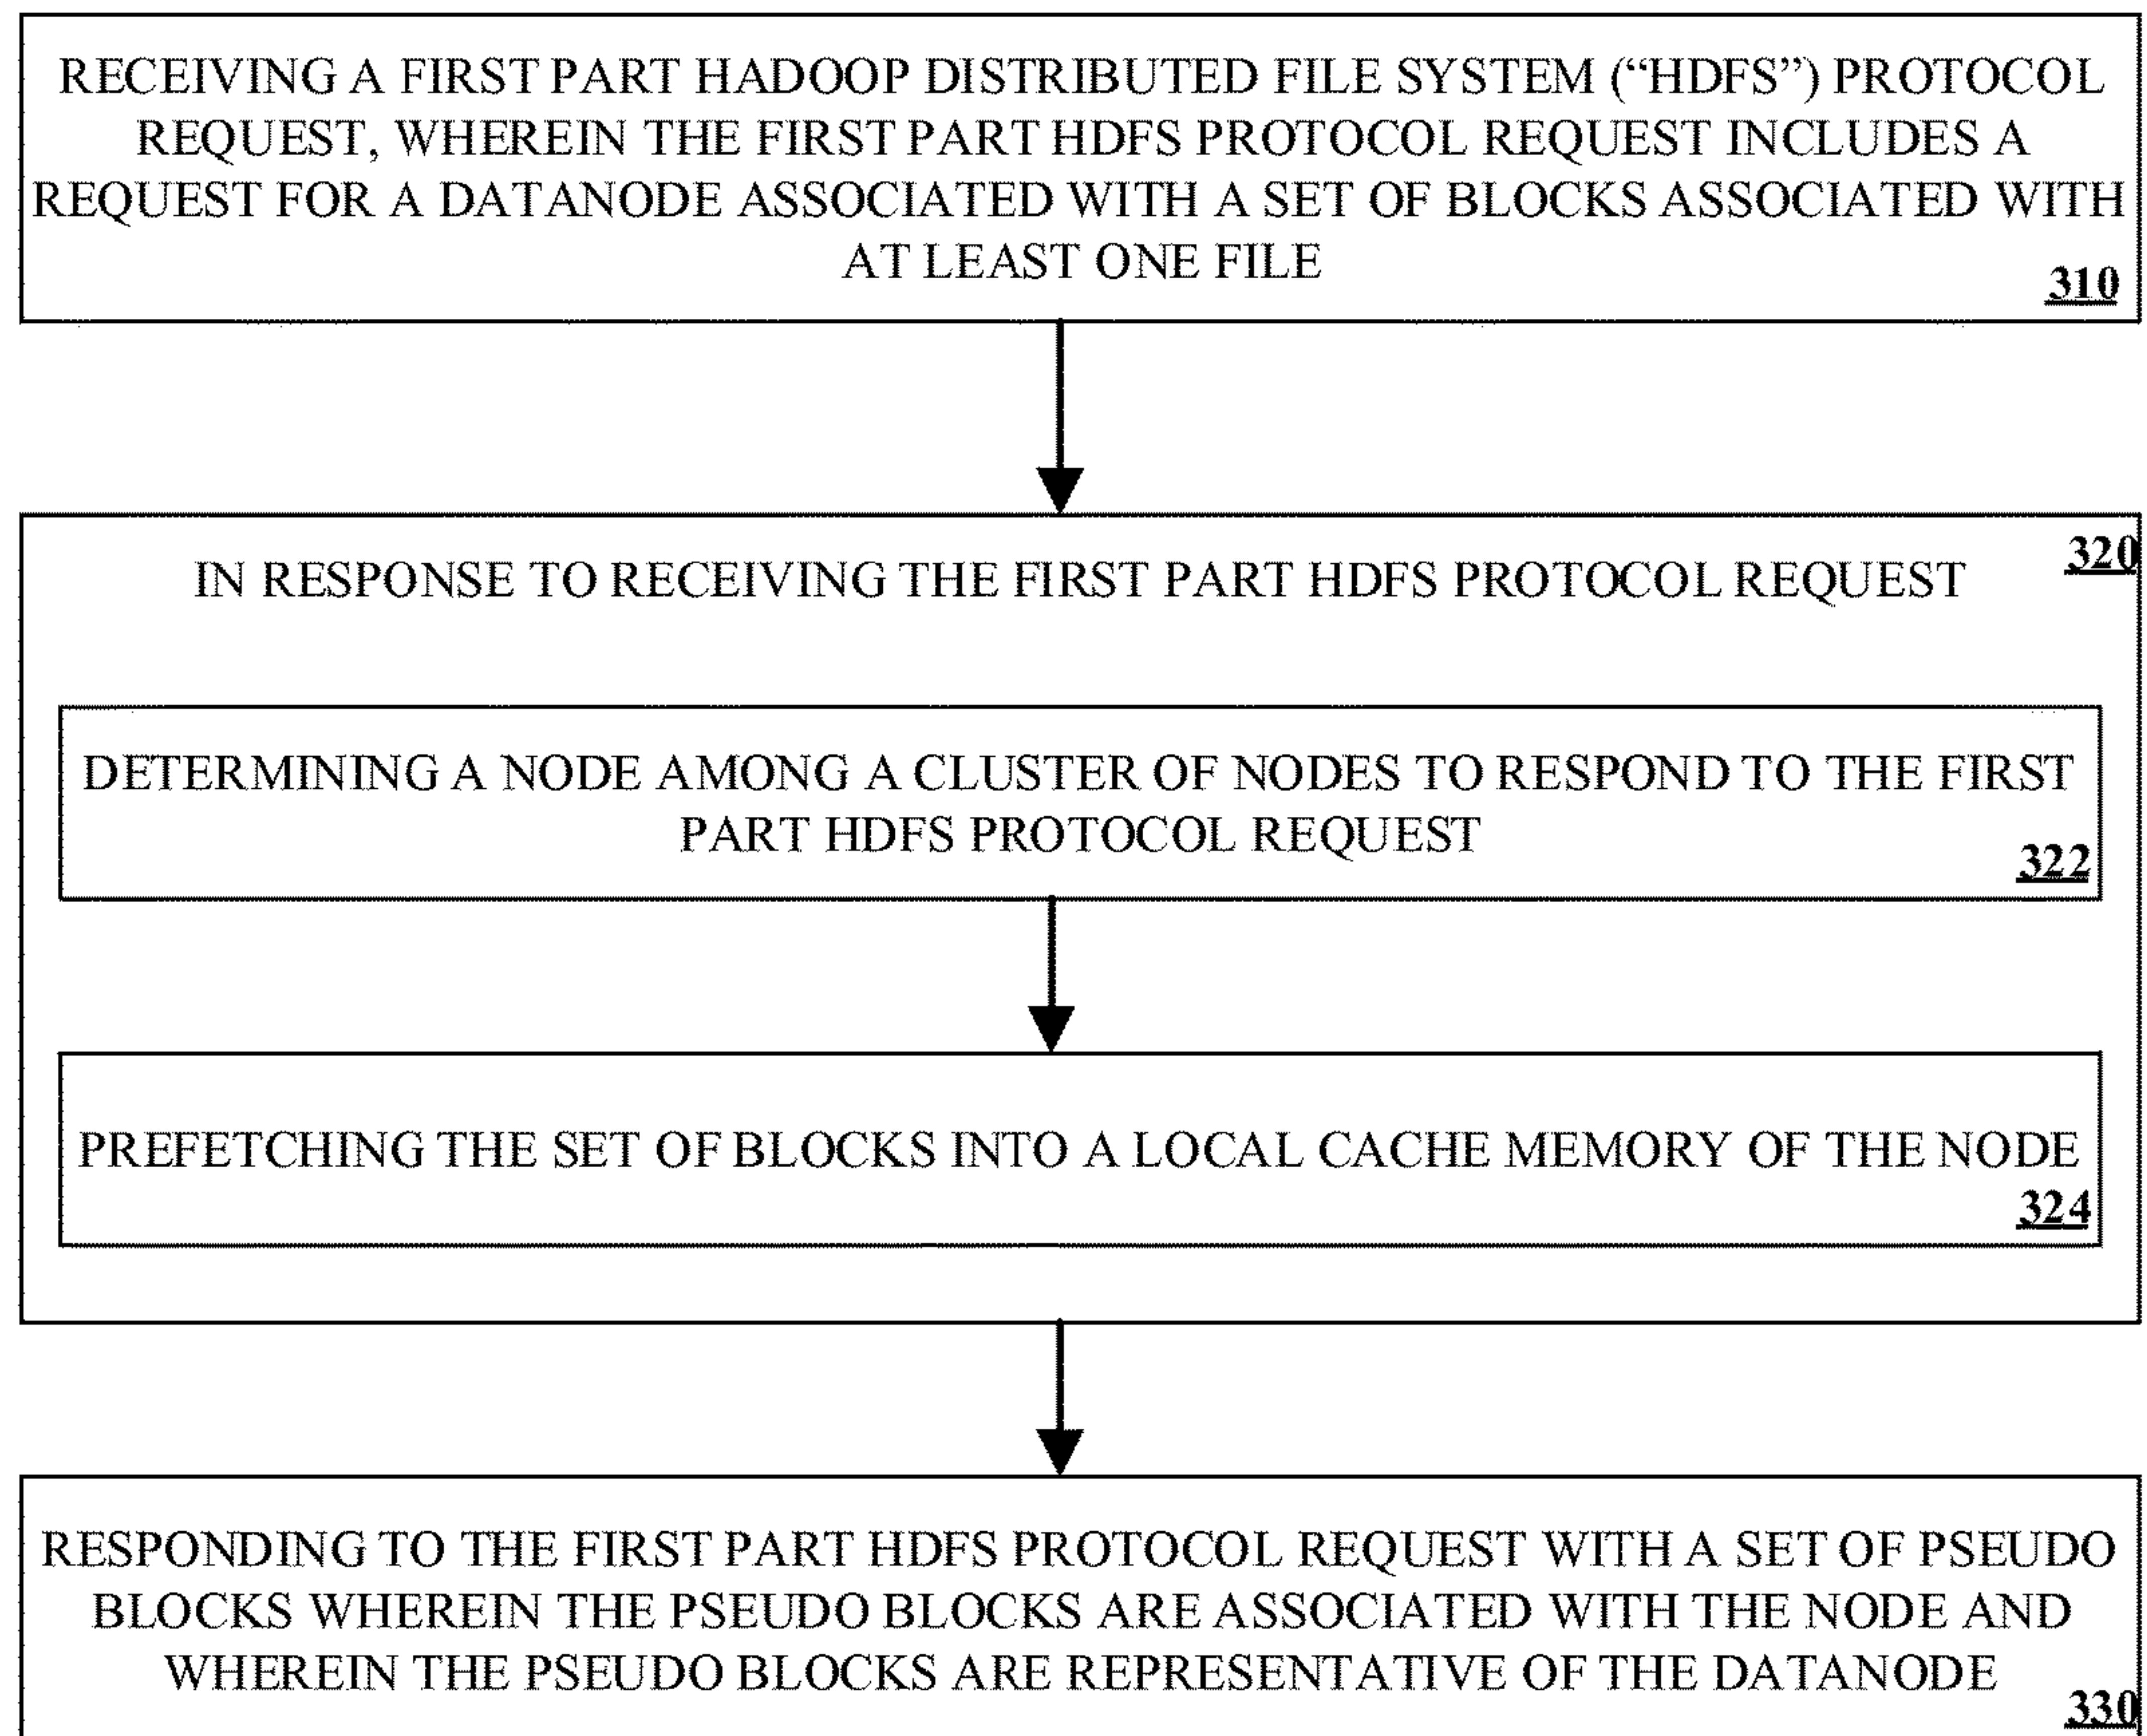 RECEIVING A FIRST PART HADOOP DISTRIBUTED FILE SYSTEM (“HDFS”) PROTOCOL
REQUEST, WHEREIN THE FIRST PART HDFS PROTOCOL REQUEST INCLUDES A
REQUEST FOR A DATANODE ASSOCIATED WITH A SET OF BLOCKS ASSOCIATED WITH
AT LEAST ONE FILE
310
320
IN RESPONSE TO RECEIVING THE FIRST PART HDFS PROTOCOL REQUEST
DETERMINING A NODE AMONG A CLUSTER OF NODES TO RESPOND TO THE FIRST
PART HDFS PROTOCOL REQUEST
322
PREFETCHING THE SET OF BLOCKS INTO A LOCAL CACHE MEMORY OF THE NODE
324
RESPONDING TO THE FIRST PART HDFS PROTOCOL REQUEST WITH A SET OF PSEUDO
BLOCKS WHEREIN THE PSEUDO BLOCKS ARE ASSOCIATED WITH THE NODE AND
WHEREIN THE PSEUDO BLOCKS ARE REPRESENTATIVE OF THE DATANODE
330